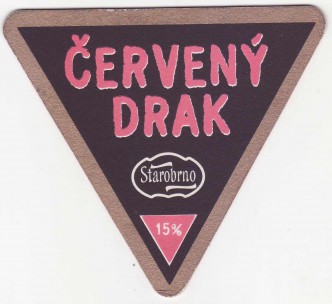 ČERVENÝ
DRAK
Starobrno
15%